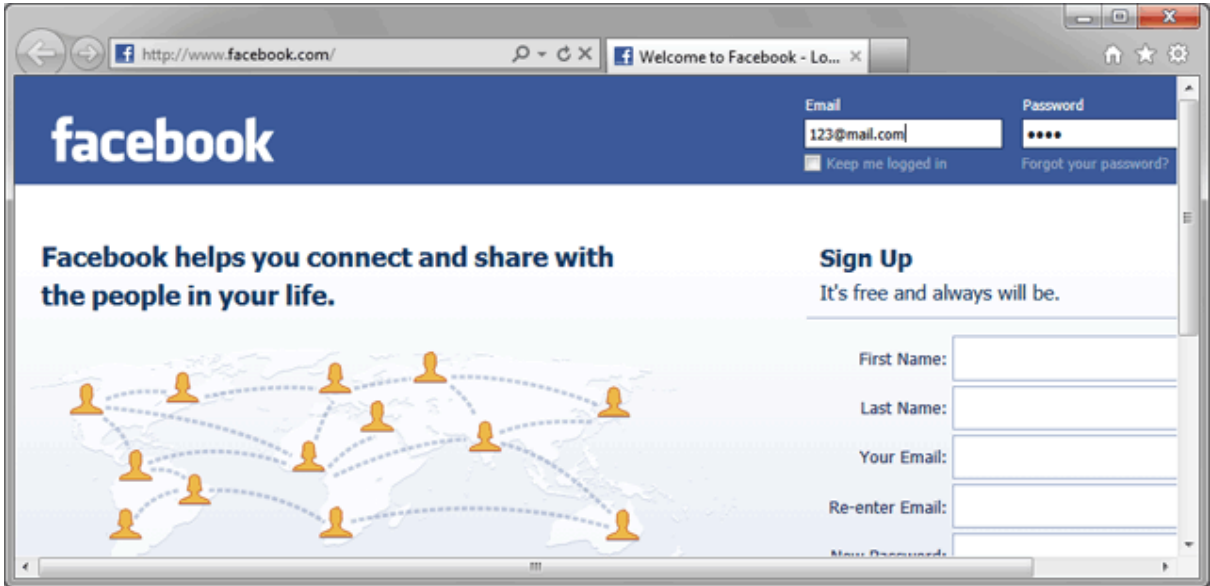 http://www.facebook.com/
Welcome to Facebook - Lo...
facebook
Email
Password
123@mail.com
••••
Keep me logged in
Forgot your password?
Facebook helps you connect and share with
the people in your life.
Sign Up
It's free and always will be.
First Name:
Last Name:
Your Email:
Re-enter Email:
New Password: